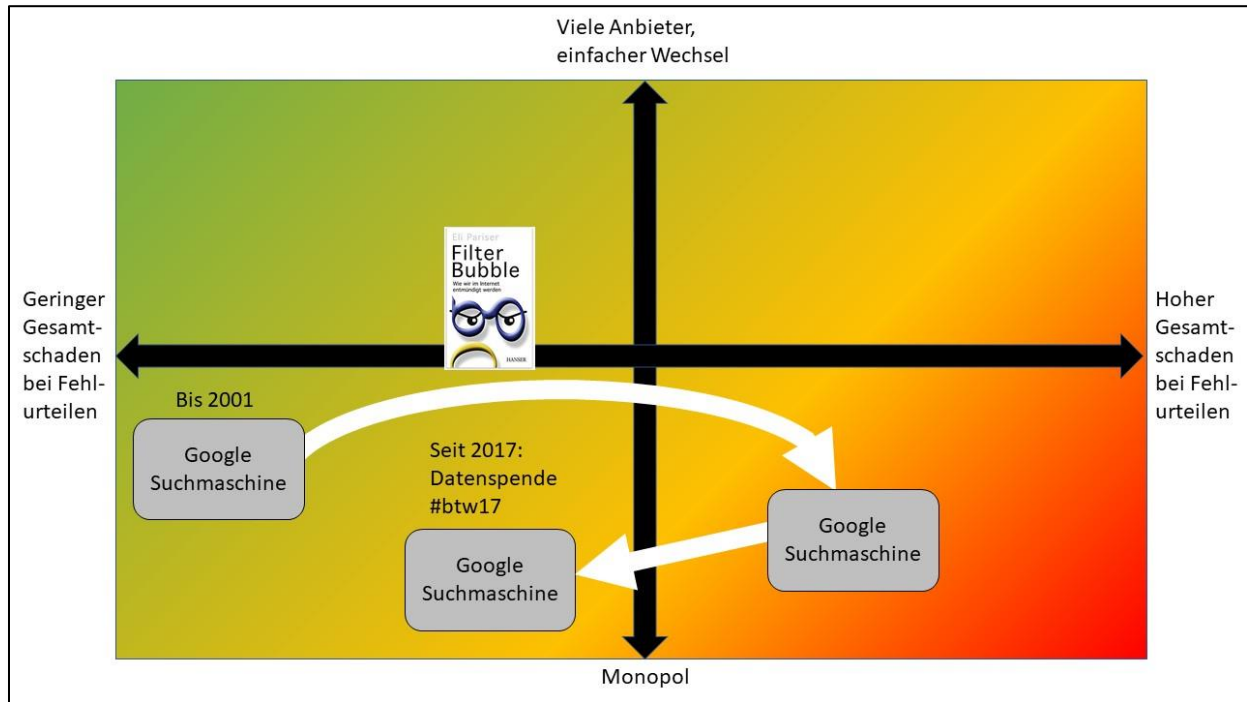 Viele Anbieter,
einfacher Wechsel
Eli Pariser
Filter
Bubble
Wie wir im Internet
entmündigt werden
HANSER
Geringer
Gesamt-
schaden
bei Fehl-
urteilen
Hoher
Gesamt-
schaden
bei Fehl-
urteilen
Bis 2001
Google
Suchmaschine
Seit 2017:
Datenspende
#btw17
Google
Suchmaschine
Google
Suchmaschine
Monopol